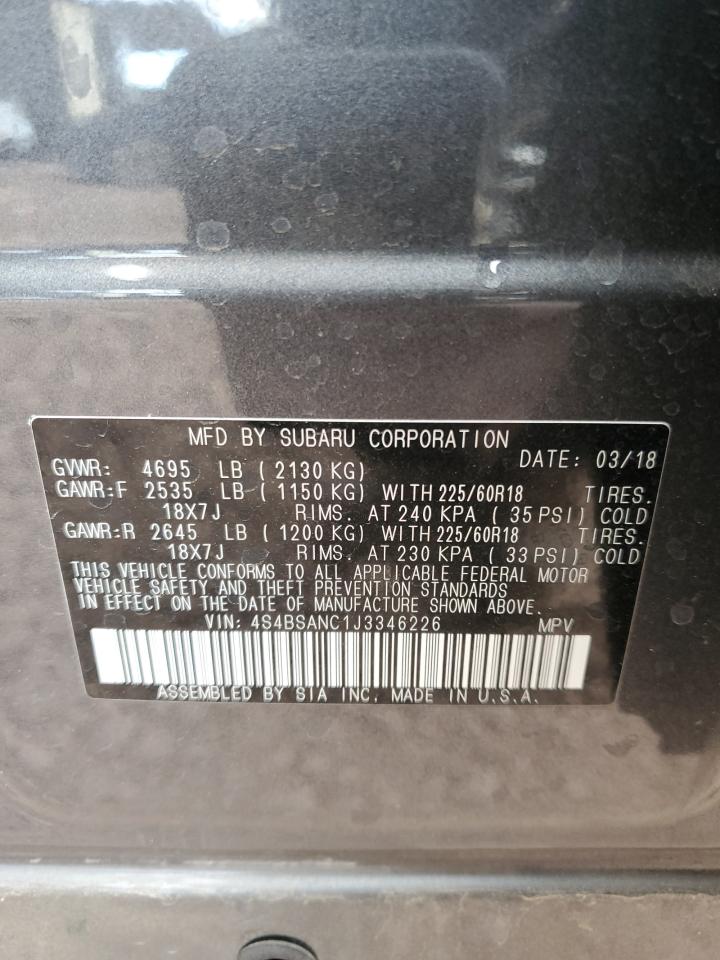 MFD BY SUBARU CORPORATION
GVWR: 4695 LB ( 2130 KG) DATE: 03/18
GAWR:F 2535 LB ( 1150 KG) WITH 225/60R18 TIRES.
18X7J RIMS. AT 240 KPA ( 35 PSI) COLD
GAWR:R 2645 LB ( 1200 KG) WITH 225/60R18 TIRES.
18X7J RIMS. AT 230 KPA ( 33 PSI) COLD
THIS VEHICLE CONFORMS TO ALL APPLICABLE FEDERAL MOTOR
VEHICLE SAFETY AND THEFT PREVENTION STANDARDS
IN EFFECT ON THE DATE OF MANUFACTURE SHOWN ABOVE.
VIN: 4S4BSANC1J3346226 MPV
ASSEMBLED BY SIA INC. MADE IN U.S.A.